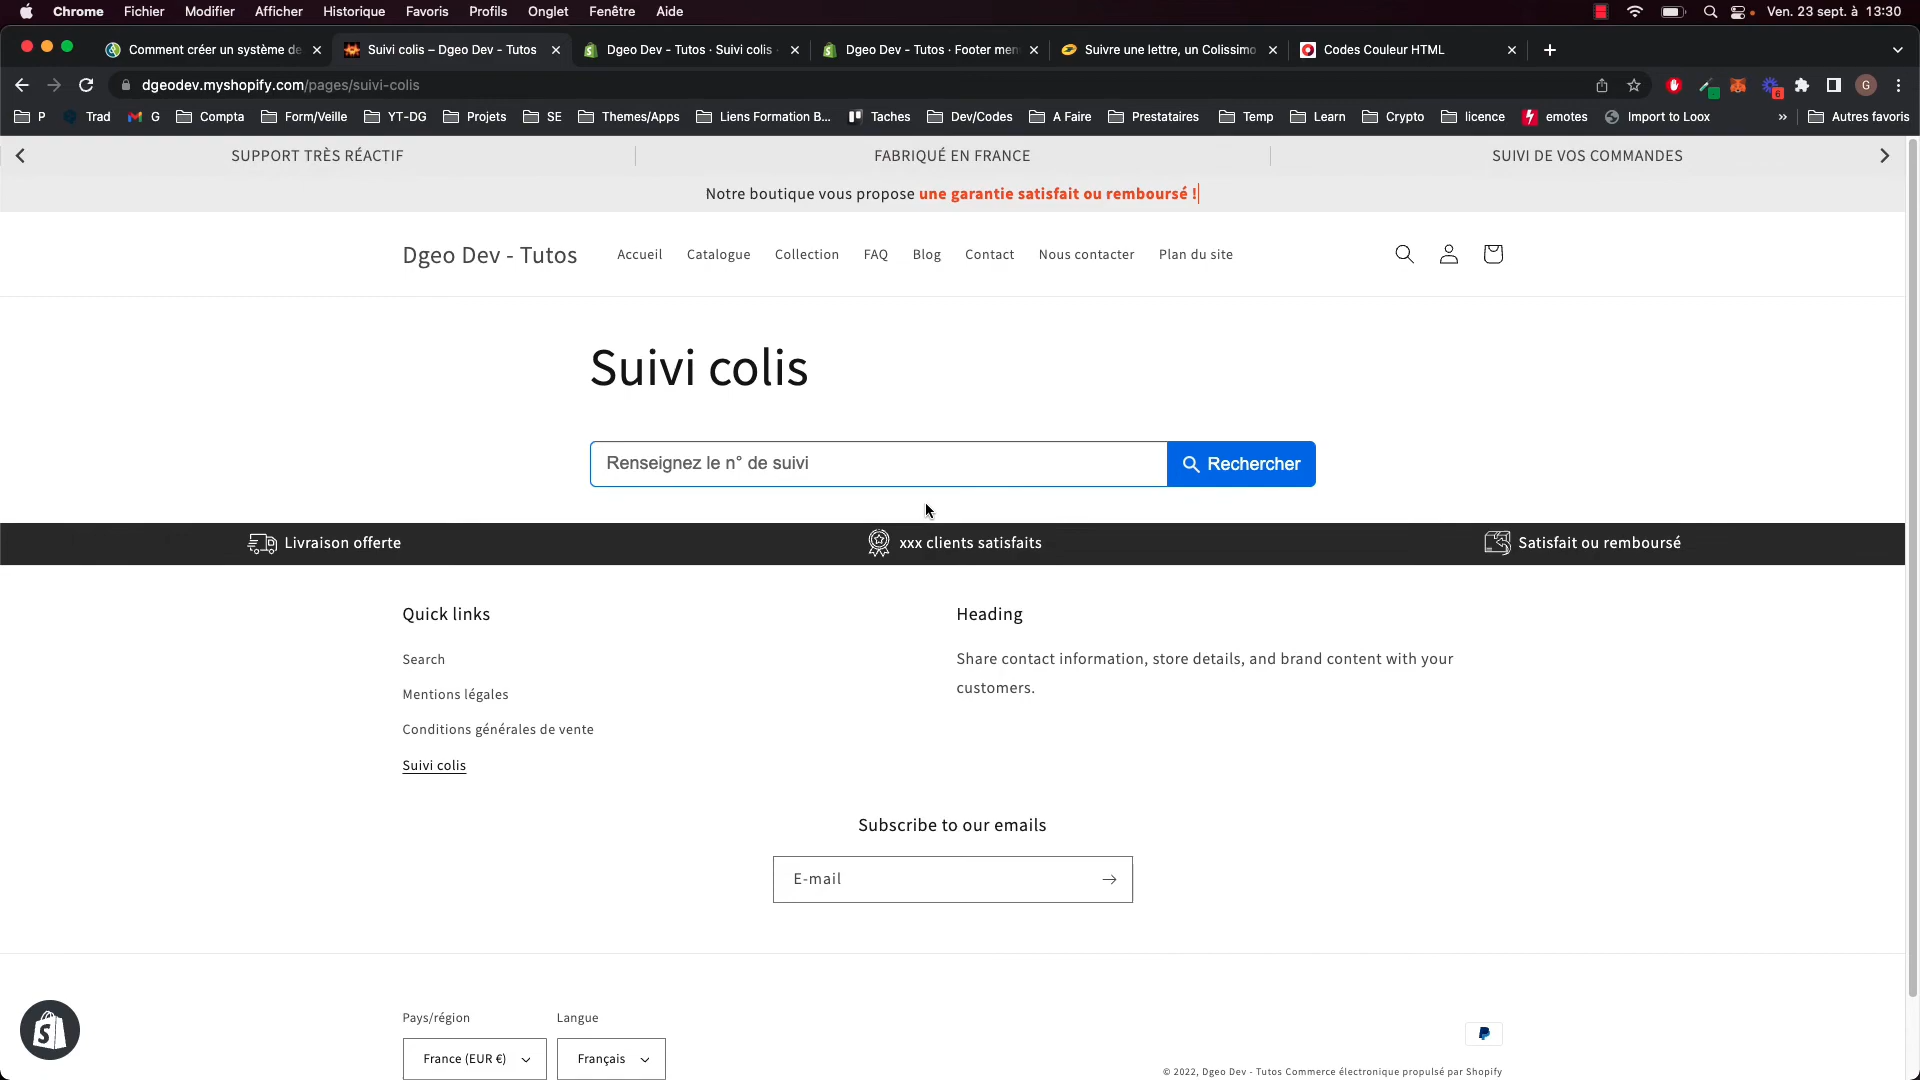 Chrome Fichier Modifier Afficher Historique Favoris Profils Onglet Fenêtre Aide Ven. 23 sept. à 13:30
Comment créer un système de Suivi colis – Dgeo Dev - Tutos Dgeo Dev - Tutos · Suivi colis Dgeo Dev - Tutos · Footer men Suivre une lettre, un Colissimo Codes Couleur HTML
dgeodev.myshopify.com/pages/suivi-colis G
P Trad G Compta Form/Veille YT-DG Projets SE Themes/Apps Liens Formation B... Taches Dev/Codes A Faire Prestataires Temp Learn Crypto licence emotes Import to Loox » Autres favoris
SUPPORT TRÈS RÉACTIF FABRIQUÉ EN FRANCE SUIVI DE VOS COMMANDES
Notre boutique vous propose une garantie satisfait ou remboursé !
Dgeo Dev - Tutos Accueil Catalogue Collection FAQ Blog Contact Nous contacter Plan du site
Suivi colis
Renseignez le n° de suivi Rechercher
Livraison offerte xxx clients satisfaits Satisfait ou remboursé
Quick links Heading
Search Share contact information, store details, and brand content with your
customers.
Mentions légales
Conditions générales de vente
Suivi colis
Subscribe to our emails
E-mail
Pays/région Langue
France (EUR €) Français
© 2022, Dgeo Dev - Tutos Commerce électronique propulsé par Shopify